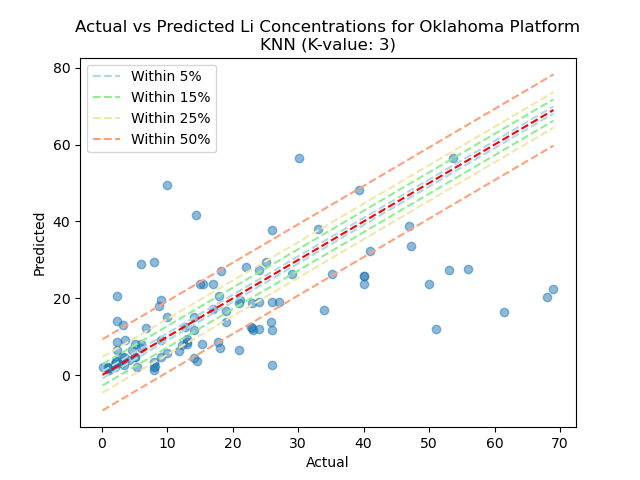 Actual vs Predicted Li Concentrations for Oklahoma Platform
KNN (K-value: 3)
Within 5%
Within 15%
Within 25%
Within 50%
80
60
40
20
0
Predicted
0 10 20 30 40 50 60 70
Actual